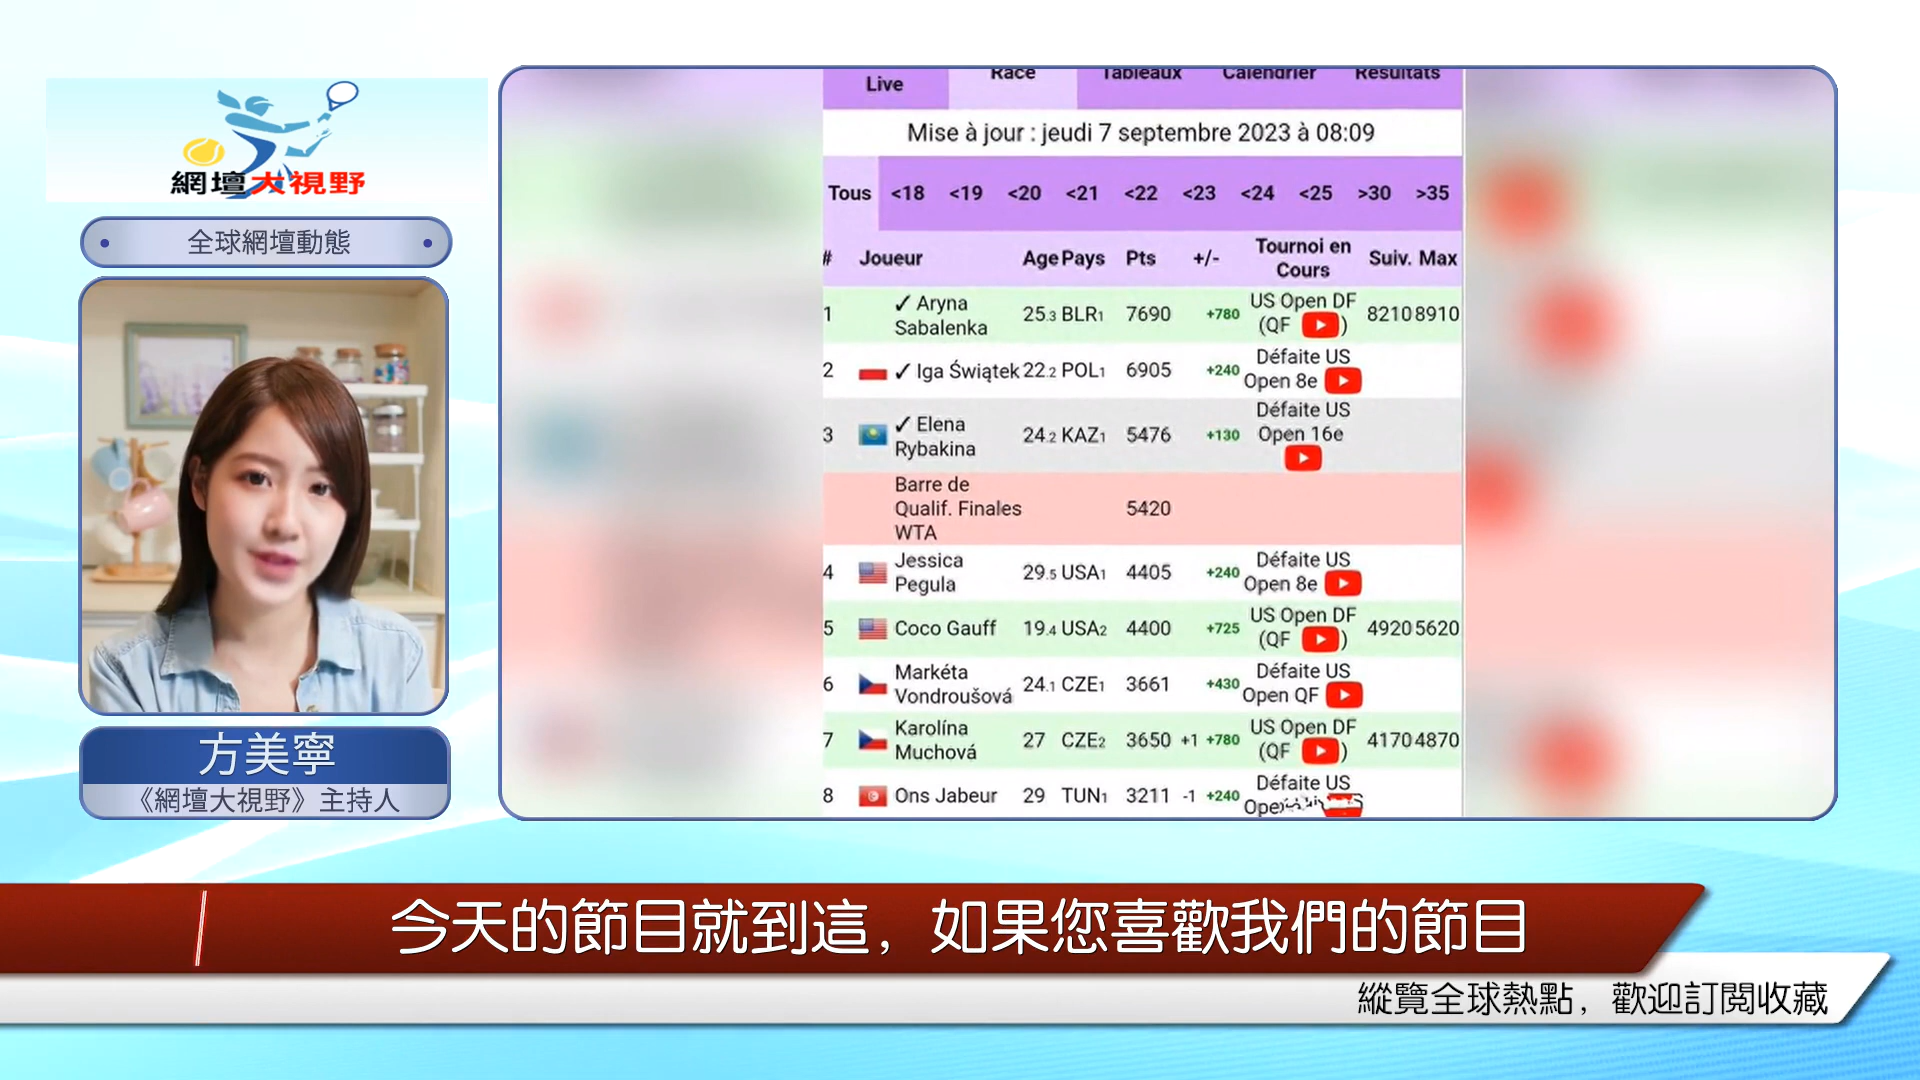 網壇大視野
全球網壇動態
方美寧
《網壇大視野》主持人
Live Race Tableaux Calendrier Résultats
Mise à jour : jeudi 7 septembre 2023 à 08:09
Tous <18 <19 <20 <21 <22 <23 <24 <25 >30 >35
# Joueur Age Pays Pts +/- Tournoi en Cours Suiv. Max
1 ✓ Aryna Sabalenka 25.3 BLR1 7690 +780 US Open DF (QF ) 8210 8910
2 ✓ Iga Świątek 22.2 POL1 6905 +240 Défaite US Open 8e
3 ✓ Elena Rybakina 24.2 KAZ1 5476 +130 Défaite US Open 16e
Barre de Qualif. Finales WTA 5420
4 Jessica Pegula 29.5 USA1 4405 +240 Défaite US Open 8e
5 Coco Gauff 19.4 USA2 4400 +725 US Open DF (QF ) 4920 5620
6 Markéta Vondroušová 24.1 CZE1 3661 +430 Défaite US Open QF
7 Karolína Muchová 27 CZE2 3650 +1 +780 US Open DF (QF ) 4170 4870
8 Ons Jabeur 29 TUN1 3211 -1 +240 Défaite US
今天的節目就到這，如果您喜歡我們的節目
縱覽全球熱點，歡迎訂閱收藏